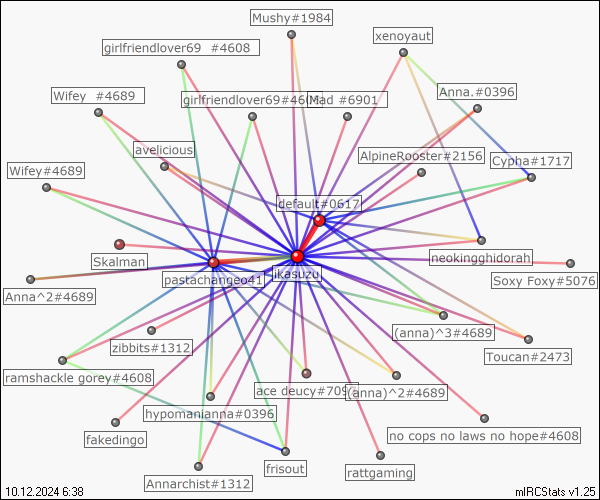 Mushy#1984
xenoyaut
girlfriendlover69 #4608
Wifey #4689
girlfriendlover69#4608
Mad #6901
Anna.#0396
avelicious
AlpineRooster#2156
Cypha#1717
Wifey#4689
default#0617
Skalman
neokingghidorah
pastachangeo41
ikasuzu
Soxy Foxy#5076
Anna^2#4689
(anna)^3#4689
zibbits#1312
Toucan#2473
ramshackle gorey#4608
ace deucy#709
(anna)^2#4689
hypomanianna#0396
fakedingo
no cops no laws no hope#4608
frisout
rattgaming
Annarchist#1312
10.12.2024 6:38
mIRCStats v1.25